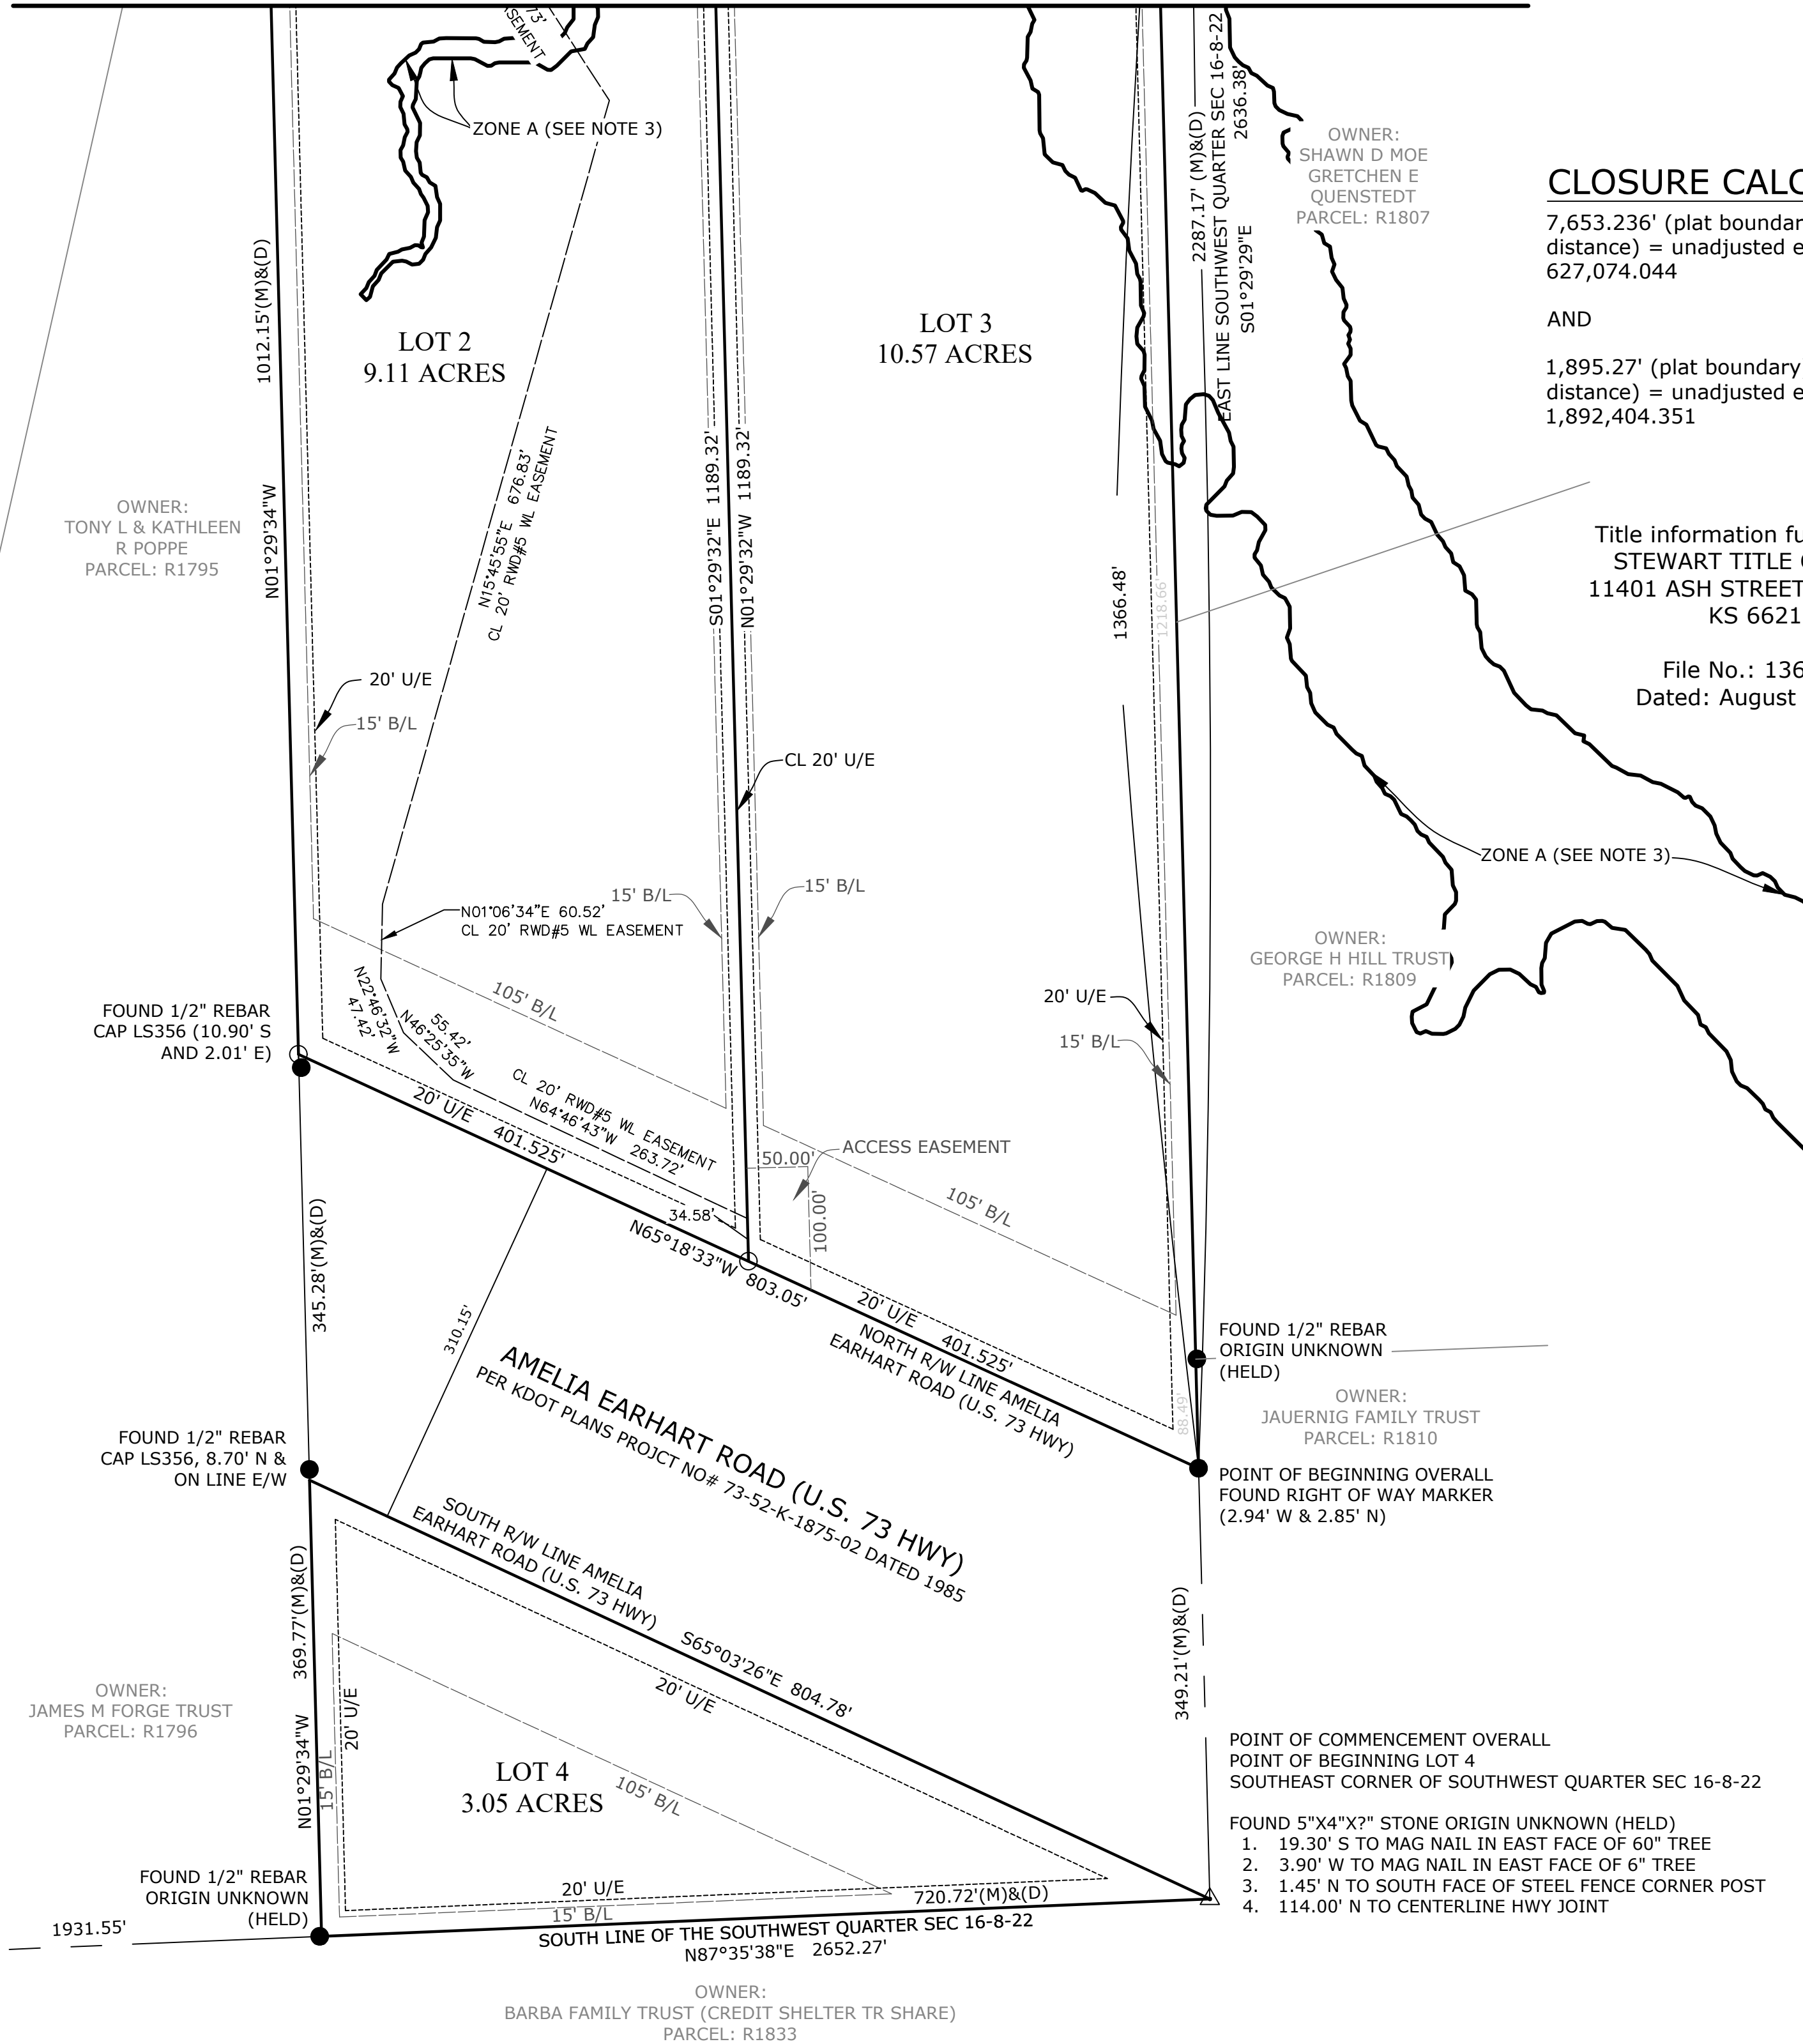 73'
SEMENT
ZONE A (SEE NOTE 3)
1012.15'(M)&(D)
N01°29'34"W
LOT 2
9.11 ACRES
OWNER:
TONY L & KATHLEEN
R POPPE
PARCEL: R1795
N15°45'55"E 676.83'
CL 20' RWD#5 WL EASEMENT
S01°29'32"E 1189.32'
N01°29'32"W 1189.32'
LOT 3
10.57 ACRES
1366.48'
1218.66'
2287.17' (M)&(D)
EAST LINE SOUTHWEST QUARTER SEC 16-8-22
2636.38'
S01°29'29"E
OWNER:
SHAWN D MOE
GRETCHEN E
QUENSTEDT
PARCEL: R1807
CLOSURE CALC
7,653.236' (plat boundar
distance) = unadjusted e
627,074.044
AND
1,895.27' (plat boundary
distance) = unadjusted e
1,892,404.351
Title information fu
STEWART TITLE
11401 ASH STREET
KS 6621
File No.: 136
Dated: August
20' U/E
15' B/L
CL 20' U/E
15' B/L
15' B/L
N01°06'34"E 60.52'
CL 20' RWD#5 WL EASEMENT
ZONE A (SEE NOTE 3)
OWNER:
GEORGE H HILL TRUST
PARCEL: R1809
20' U/E
15' B/L
FOUND 1/2" REBAR
CAP LS356 (10.90' S
AND 2.01' E)
N22°46'32"W
47.42'
55.42'
N46°25'35"W
105' B/L
CL 20' RWD#5 WL EASEMENT
N64°46'43"W 263.72'
20' U/E 401.525'
34.58'
50.00'
ACCESS EASEMENT
100.00'
105' B/L
N65°18'33"W 803.05'
20' U/E 401.525'
NORTH R/W LINE AMELIA
EARHART ROAD (U.S. 73 HWY)
88.49'
345.28'(M)&(D)
310.15'
FOUND 1/2" REBAR
ORIGIN UNKNOWN
(HELD)
OWNER:
JAUERNIG FAMILY TRUST
PARCEL: R1810
POINT OF BEGINNING OVERALL
FOUND RIGHT OF WAY MARKER
(2.94' W & 2.85' N)
AMELIA EARHART ROAD (U.S. 73 HWY)
PER KDOT PLANS PROJCT NO# 73-52-K-1875-02 DATED 1985
FOUND 1/2" REBAR
CAP LS356, 8.70' N &
ON LINE E/W
SOUTH R/W LINE AMELIA
EARHART ROAD (U.S. 73 HWY)
S65°03'26"E 804.78'
20' U/E
369.77'(M)&(D)
N01°29'34"W
20' U/E
15' B/L
349.21'(M)&(D)
OWNER:
JAMES M FORGE TRUST
PARCEL: R1796
LOT 4
3.05 ACRES
105' B/L
POINT OF COMMENCEMENT OVERALL
POINT OF BEGINNING LOT 4
SOUTHEAST CORNER OF SOUTHWEST QUARTER SEC 16-8-22
FOUND 5"X4"X?" STONE ORIGIN UNKNOWN (HELD)
1. 19.30' S TO MAG NAIL IN EAST FACE OF 60" TREE
2. 3.90' W TO MAG NAIL IN EAST FACE OF 6" TREE
3. 1.45' N TO SOUTH FACE OF STEEL FENCE CORNER POST
4. 114.00' N TO CENTERLINE HWY JOINT
FOUND 1/2" REBAR
ORIGIN UNKNOWN
(HELD)
1931.55'
20' U/E
15' B/L
720.72'(M)&(D)
SOUTH LINE OF THE SOUTHWEST QUARTER SEC 16-8-22
N87°35'38"E 2652.27'
OWNER:
BARBA FAMILY TRUST (CREDIT SHELTER TR SHARE)
PARCEL: R1833